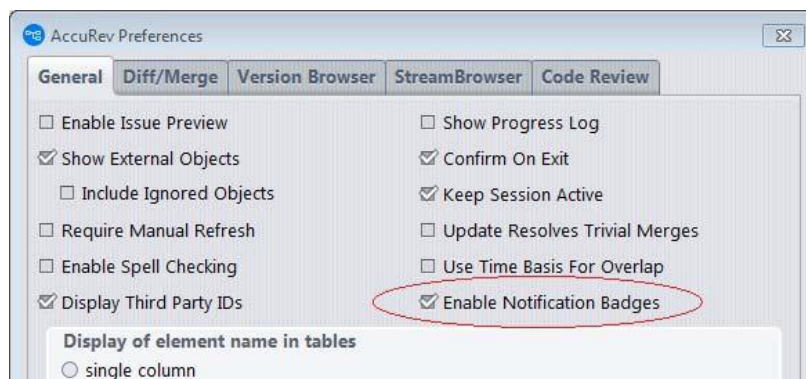 AccuRev Preferences
General Diff/Merge Version Browser StreamBrowser Code Review
Enable Issue Preview Show Progress Log
Show External Objects Confirm On Exit
Include Ignored Objects Keep Session Active
Require Manual Refresh Update Resolves Trivial Merges
Enable Spell Checking Use Time Basis For Overlap
Display Third Party IDs Enable Notification Badges
Display of element name in tables
single column